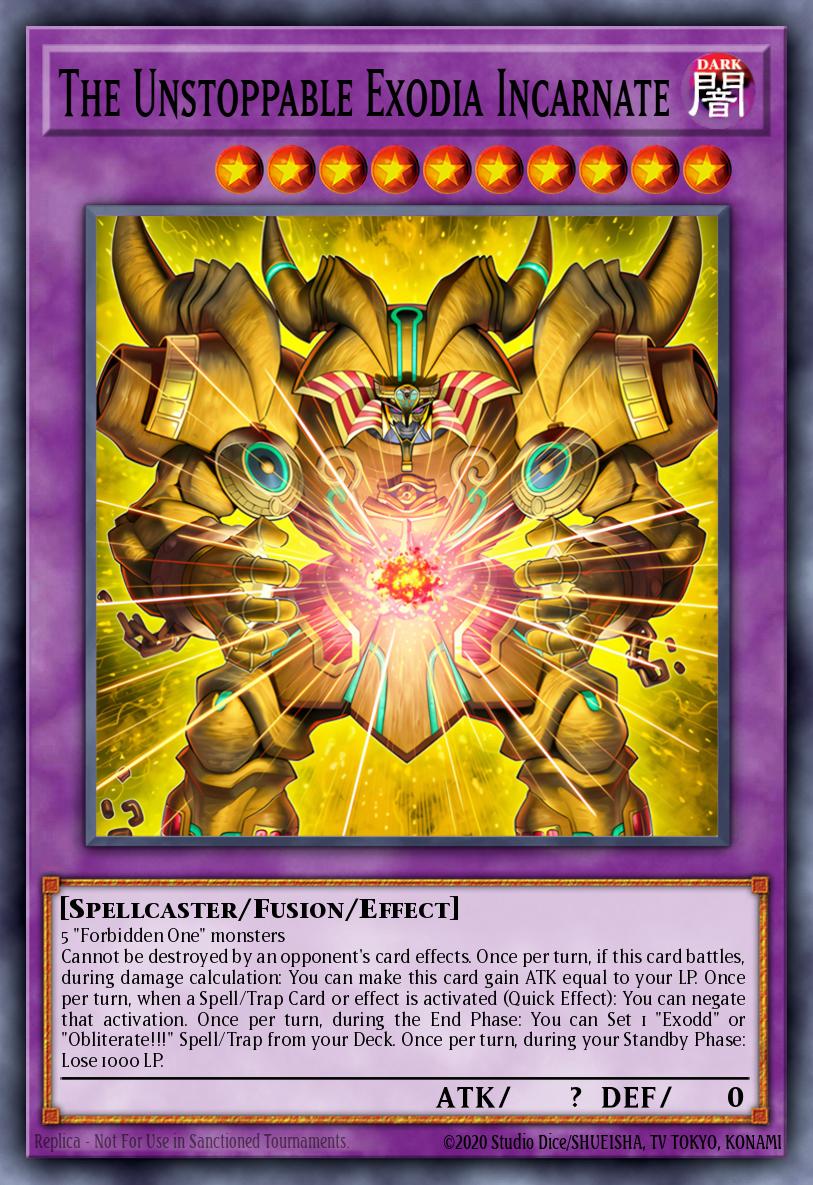 The Unstoppable Exodia Incarnate
DARK
闇
[Spellcaster/Fusion/Effect]
5 "Forbidden One" monsters
Cannot be destroyed by an opponent's card effects. Once per turn, if this card battles,
during damage calculation: You can make this card gain ATK equal to your LP. Once
per turn, when a Spell/Trap Card or effect is activated (Quick Effect): You can negate
that activation. Once per turn, during the End Phase: You can Set 1 "Exodd" or
"Obliterate!!!" Spell/Trap from your Deck. Once per turn, during your Standby Phase:
Lose 1000 LP.
ATK/ ? DEF/ 0
Replica - Not For Use in Sanctioned Tournaments.
©2020 Studio Dice/SHUEISHA, TV TOKYO, KONAMI